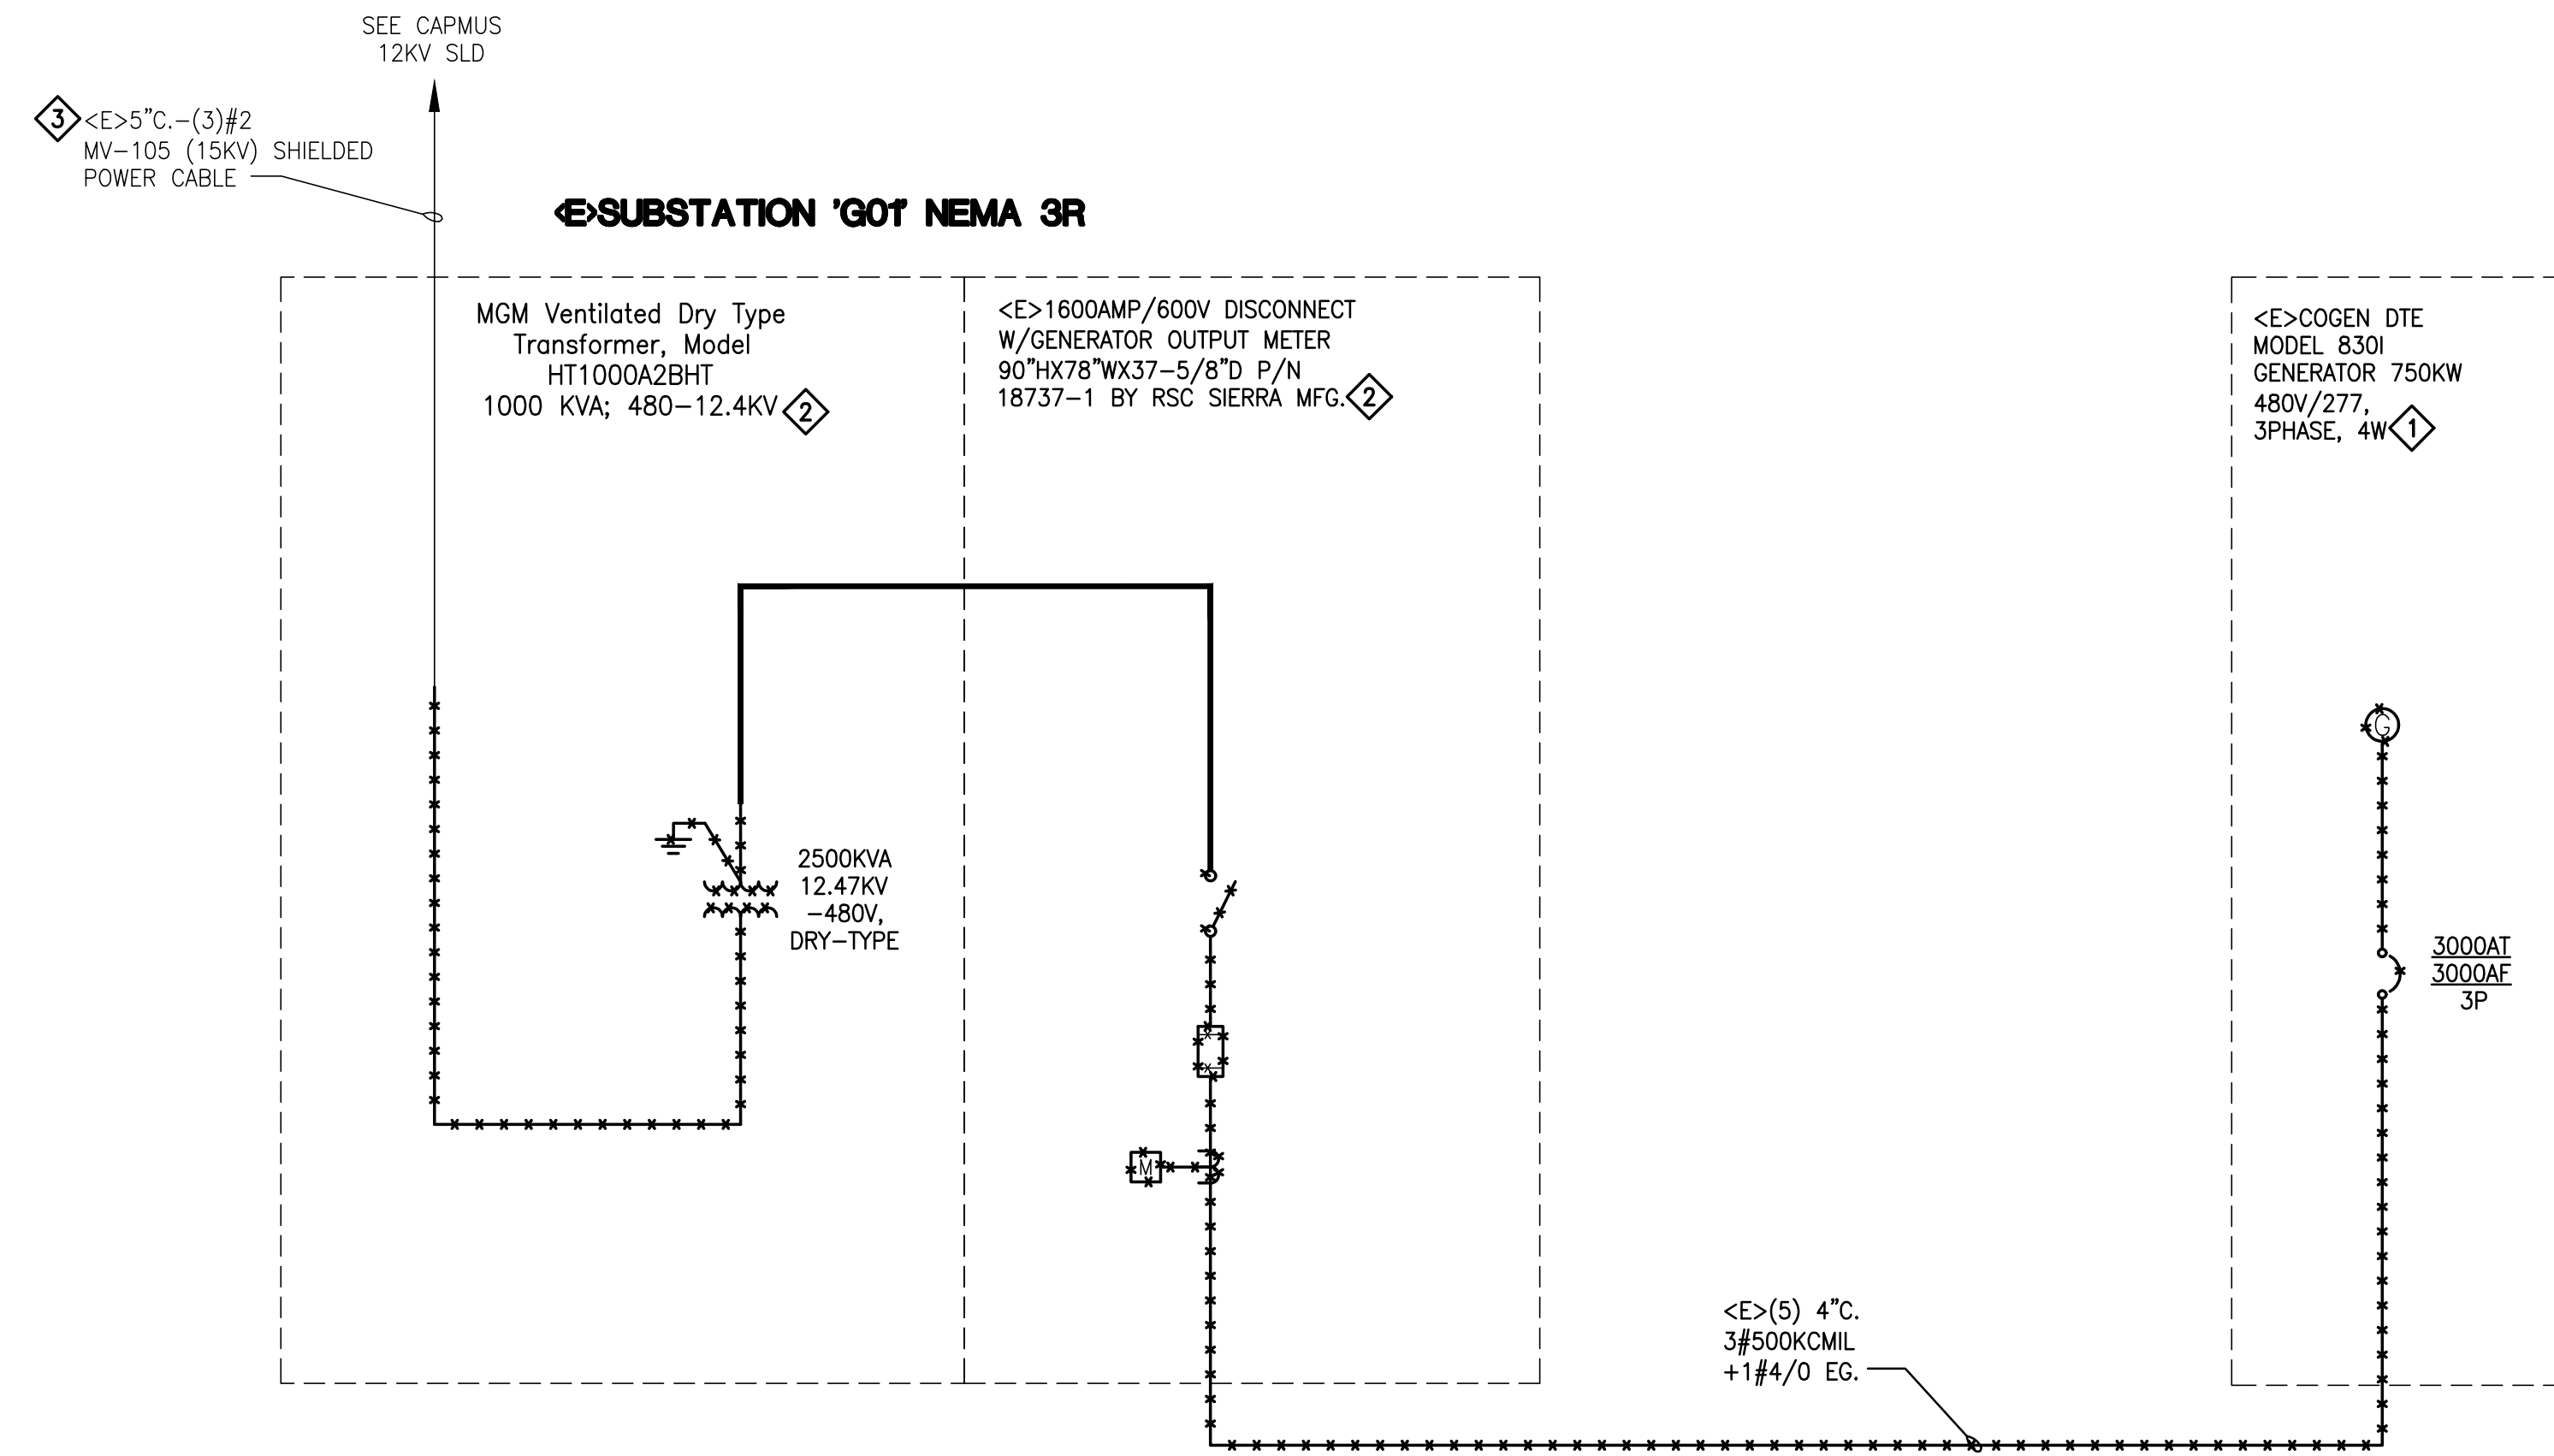 SEE CAPMUS
12KV SLD
3
<E>5"C.-(3)#2
MV-105 (15KV) SHIELDED
POWER CABLE
<E>SUBSTATION 'G01' NEMA 3R
MGM Ventilated Dry Type
Transformer, Model
HT1000A2BHT
1000 KVA; 480-12.4KV
2
<E>1600AMP/600V DISCONNECT
W/GENERATOR OUTPUT METER
90"HX78"WX37-5/8"D P/N
18737-1 BY RSC SIERRA MFG.
2
<E>COGEN DTE
MODEL 830I
GENERATOR 750KW
480V/277,
3PHASE, 4W
1
G
2500KVA
12.47KV
-480V,
DRY-TYPE
3000AT
3000AF
3P
M
<E>(5) 4"C.
3#500KCMIL
+1#4/0 EG.